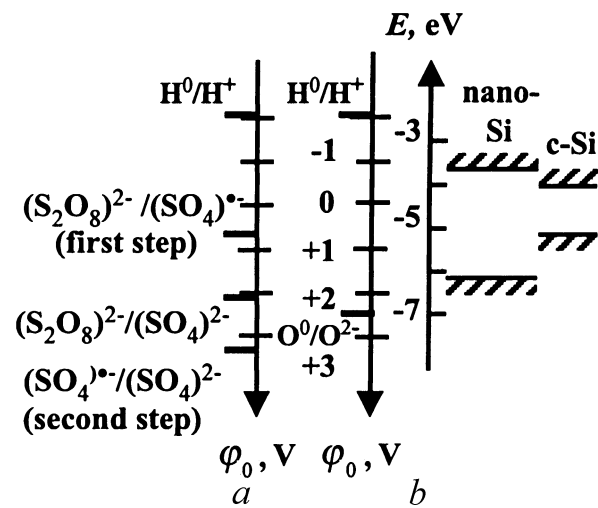 E, eV
H⁰/H⁺ H⁰/H⁺ nano-
Si
-3
c-Si
-1
(S₂O₈)²⁻/(SO₄)•⁻
0
-5
(first step)
+1
+2
-7
(S₂O₈)²⁻/(SO₄)²⁻
O⁰/O²⁻
+3
(SO₄)•⁻/(SO₄)²⁻
(second step)
φ₀, V φ₀, V
a b